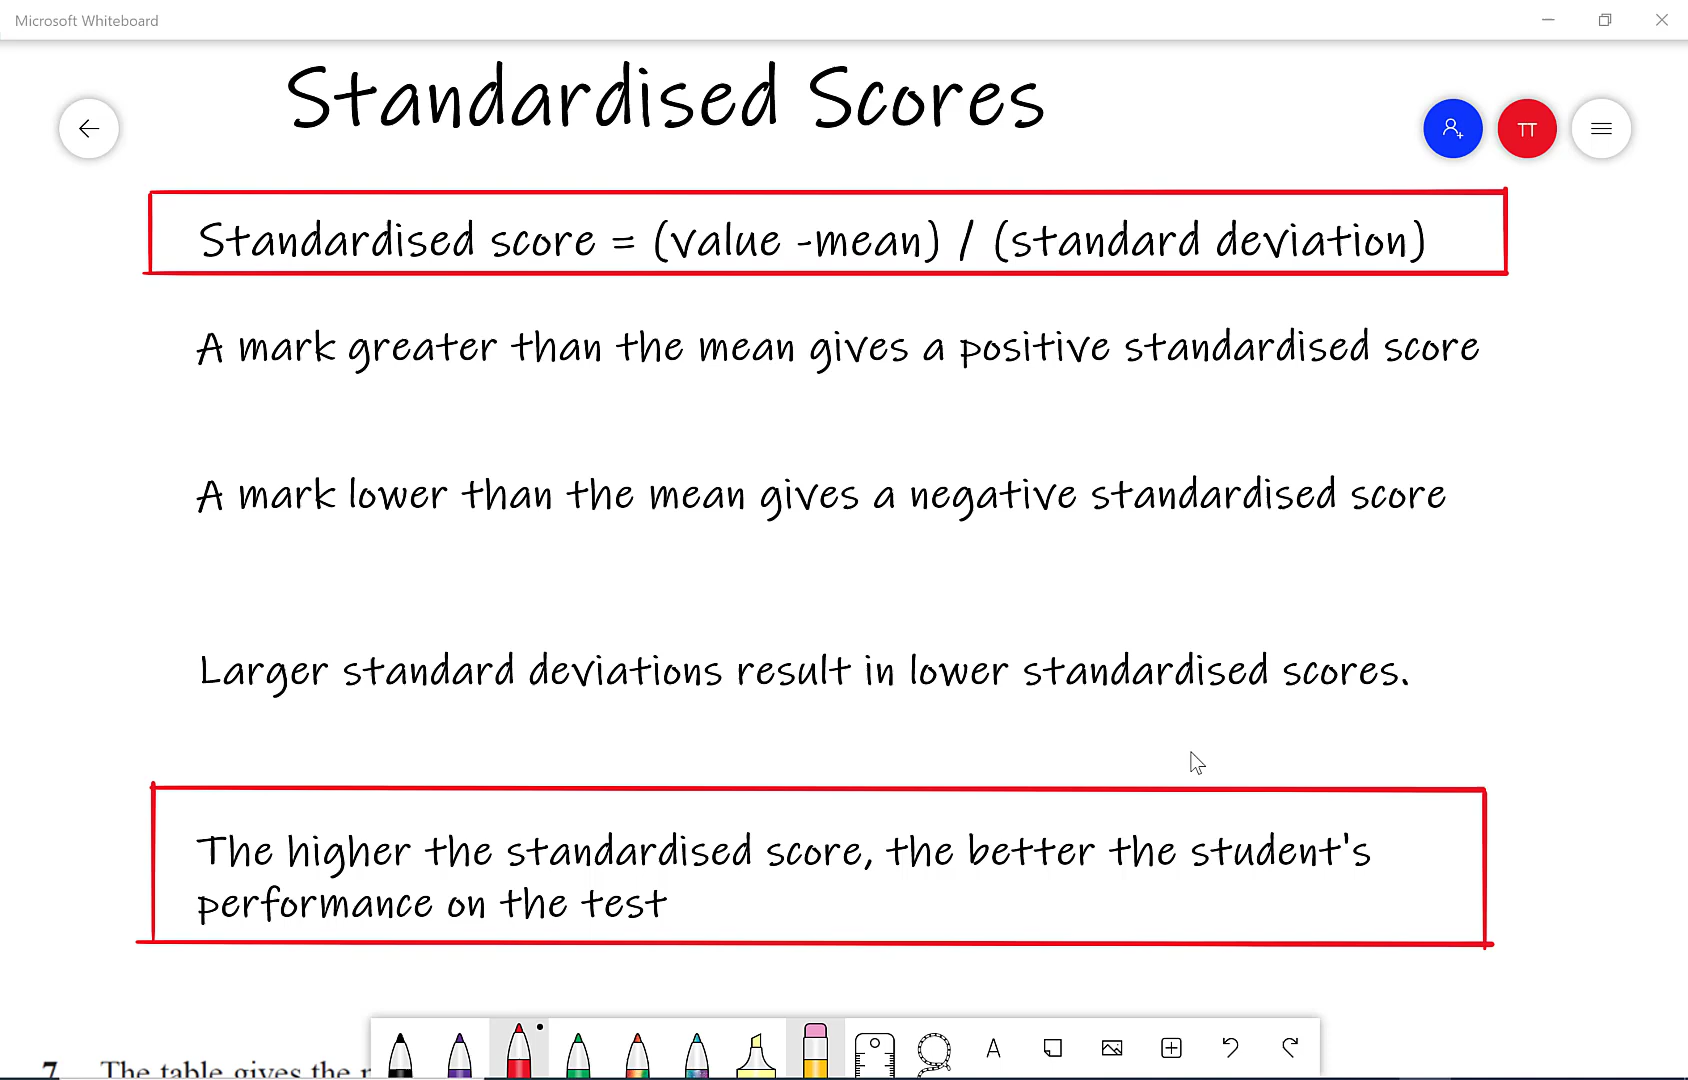 Microsoft Whiteboard
Standardised Scores
TT
Standardised score = (value -mean) / (standard deviation)
A mark greater than the mean gives a positive standardised score
A mark lower than the mean gives a negative standardised score
Larger standard deviations result in lower standardised scores.
The higher the standardised score, the better the student's
performance on the test
7 The table gives the